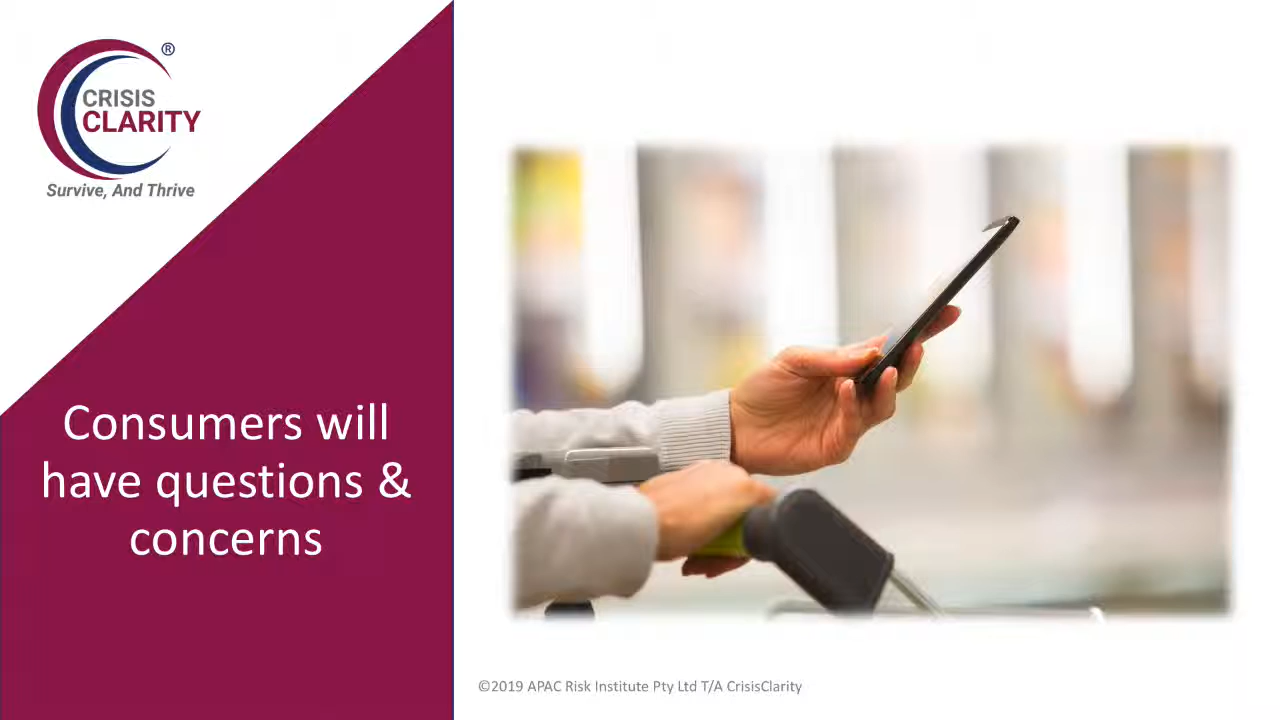 ®
CRISIS
CLARITY
Survive, And Thrive
Consumers will
have questions &
concerns
©2019 APAC Risk Institute Pty Ltd T/A CrisisClarity